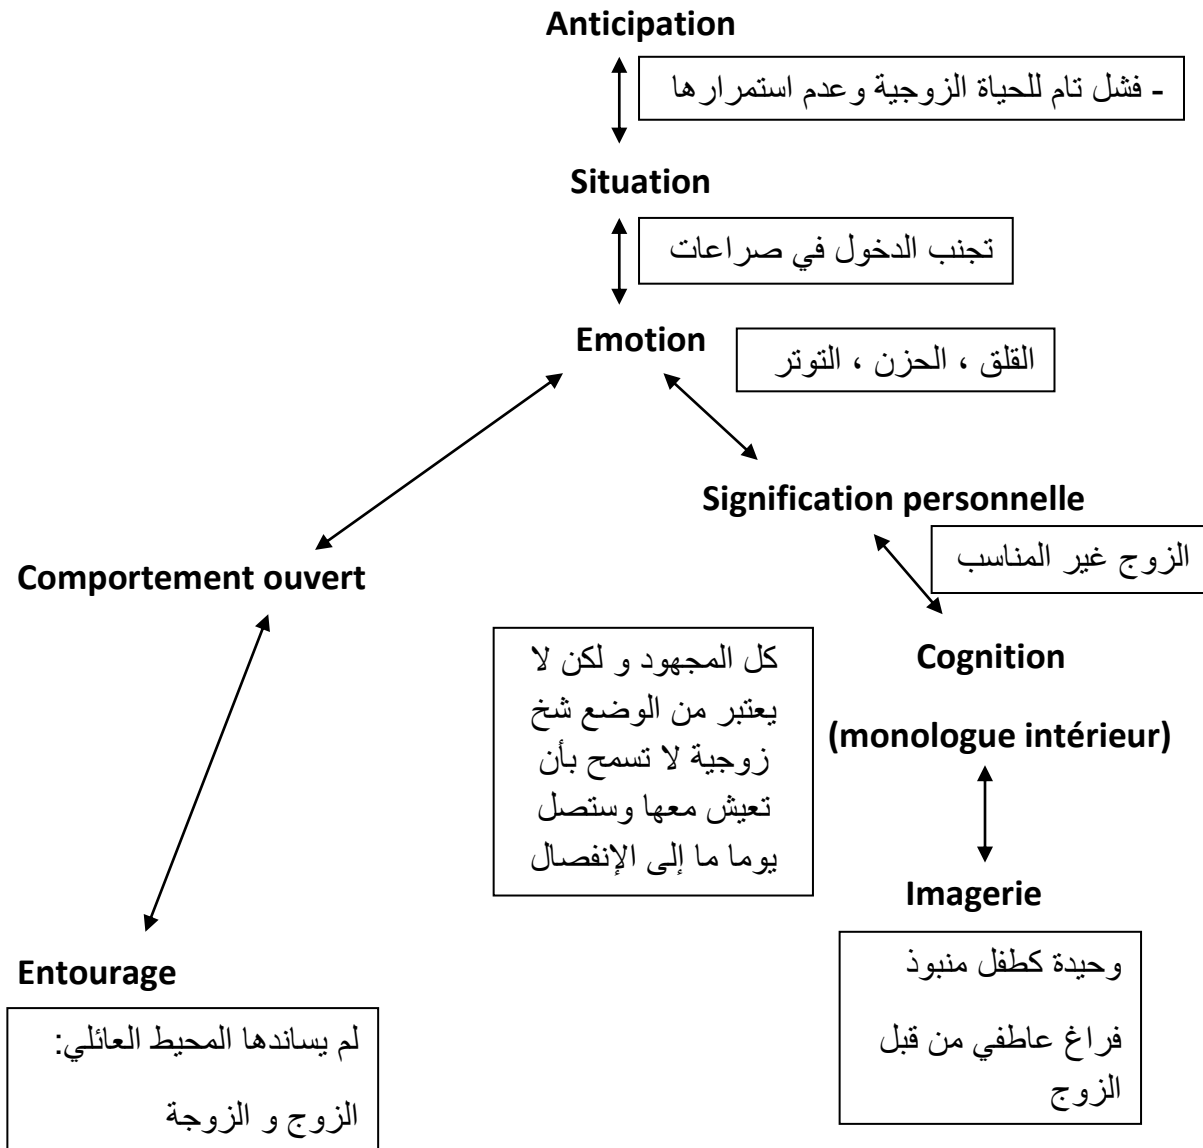 Anticipation
- فشل تام للحياة الزوجية وعدم استمرارها
Situation
تجنب الدخول في صراعات
Emotion
القلق ، الحزن ، التوتر
Signification personnelle
الزوج غير المناسب
Comportement ouvert
كل المجهود و لكن لا
يعتبر من الوضع شخ
زوجية لا تسمح بأن
تعيش معها وستصل
يوما ما إلى الإنفصال
Cognition
(monologue intérieur)
Imagerie
وحيدة كطفل منبوذ
فراغ عاطفي من قبل
الزوج
Entourage
لم يساندها المحيط العائلي:
الزوج و الزوجة